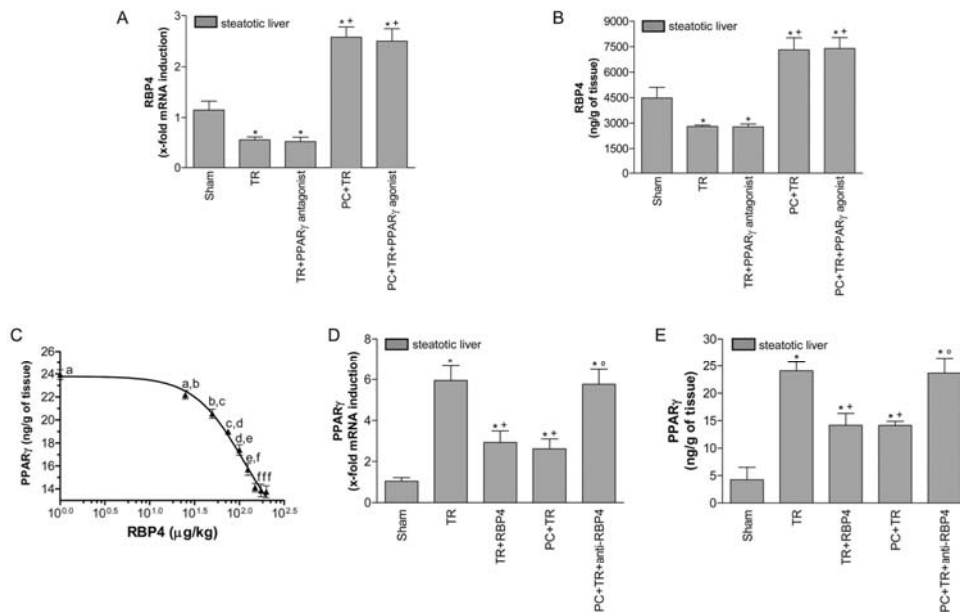 A
steatotic liver
RBP4
(x-fold mRNA induction)
3
2
1
0
* + * +
* *
Sham
TR
TR+PPARγ antagonist
PC+TR
PC+TR+PPARγ agonist
B
steatotic liver
RBP4
(ng/g of tissue)
9000
7500
6000
4500
3000
1500
0
* + * +
* +
Sham
TR
TR+PPARγ antagonist
PC+TR
PC+TR+PPARγ agonist
C
PPARγ (ng/g of tissue)
26
24
22
20
18
16
14
a
a,b
b,c
c,d
d,e
e,f
fff
10^0.0 10^0.5 10^1.0 10^1.5 10^2.0 10^2.5
RBP4 (μg/kg)
D
steatotic liver
PPARγ
(x-fold mRNA induction)
8
6
4
2
0
* * o
* + * +
Sham
TR
TR+RBP4
PC+TR
PC+TR+anti-RBP4
E
steatotic liver
PPARγ
(ng/g of tissue)
30
25
20
15
10
5
0
* * o
* + * +
Sham
TR
TR+RBP4
PC+TR
PC+TR+anti-RBP4